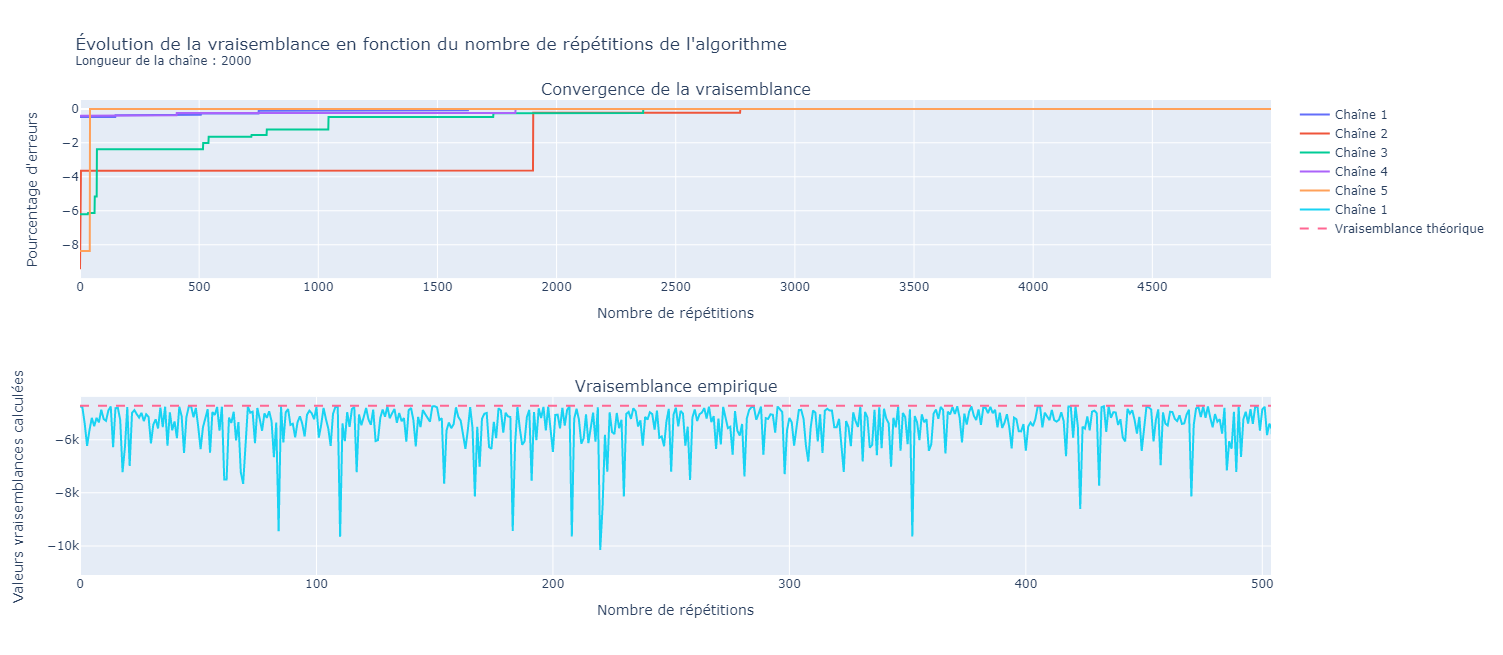 Évolution de la vraisemblance en fonction du nombre de répétitions de l'algorithme
Longueur de la chaîne : 2000
Convergence de la vraisemblance
Pourcentage d'erreurs
0
−2
−4
−6
−8
0 500 1000 1500 2000 2500 3000 3500 4000 4500
Nombre de répétitions
Chaîne 1
Chaîne 2
Chaîne 3
Chaîne 4
Chaîne 5
Chaîne 1
Vraisemblance théorique
Vraisemblance empirique
Valeurs vraisemblances calculées
−6k
−8k
−10k
0 100 200 300 400 500
Nombre de répétitions